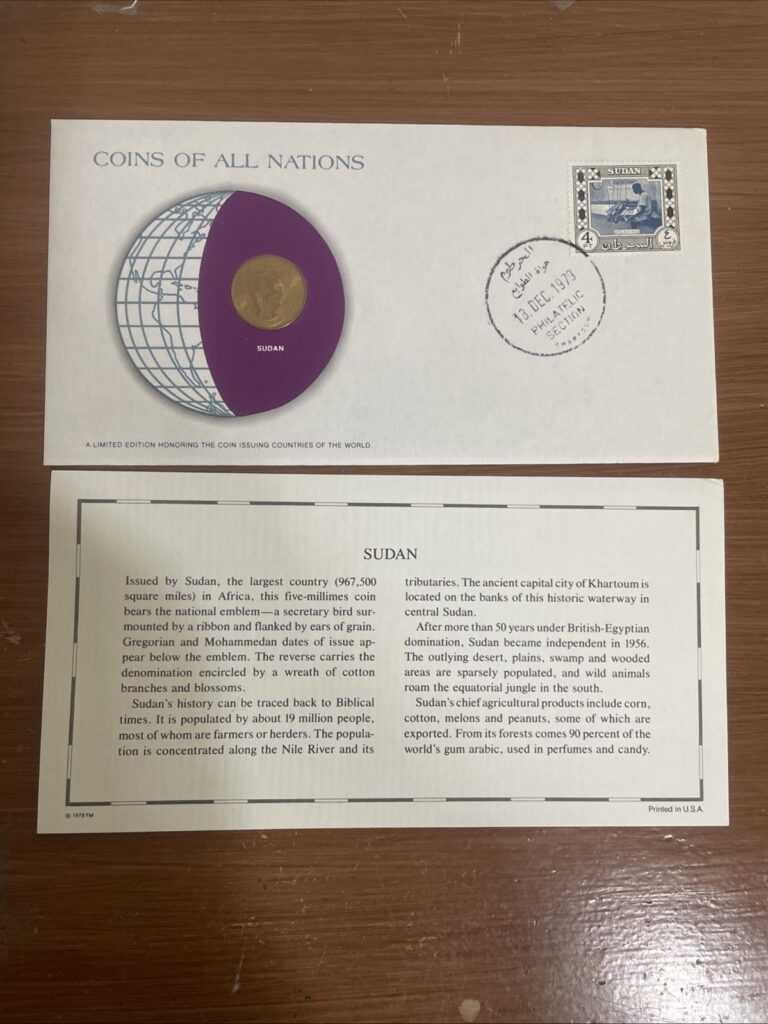 COINS OF ALL NATIONS
SUDAN
4
PT
٤
السودان
الخرطوم
13. DEC. 1979
PHILATELIC
SECTION
KHARTOUM
SUDAN
A LIMITED EDITION HONORING THE COIN ISSUING COUNTRIES OF THE WORLD.
SUDAN
Issued by Sudan, the largest country (967,500
square miles) in Africa, this five-millimes coin
bears the national emblem—a secretary bird sur-
mounted by a ribbon and flanked by ears of grain.
Gregorian and Mohammedan dates of issue ap-
pear below the emblem. The reverse carries the
denomination encircled by a wreath of cotton
branches and blossoms.
Sudan's history can be traced back to Biblical
times. It is populated by about 19 million people,
most of whom are farmers or herders. The popula-
tion is concentrated along the Nile River and its
tributaries. The ancient capital city of Khartoum is
located on the banks of this historic waterway in
central Sudan.
After more than 50 years under British-Egyptian
domination, Sudan became independent in 1956.
The outlying desert, plains, swamp and wooded
areas are sparsely populated, and wild animals
roam the equatorial jungle in the south.
Sudan's chief agricultural products include corn,
cotton, melons and peanuts, some of which are
exported. From its forests comes 90 percent of the
world's gum arabic, used in perfumes and candy.
© 1979 FM
Printed in U.S.A.